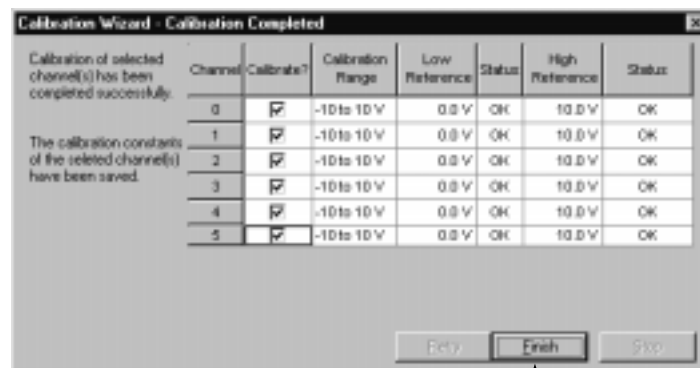 Calibration Wizard - Calibration Completed
Calibration of selected
channel(s) has been
completed successfully.
The calibration constants
of the seleted channel(s)
have been saved.
Channel Calibrate? Calibration Range Low Reference Status High Reference Status
0 -10 to 10 V 0.0 V OK 10.0 V OK
1 -10 to 10 V 0.0 V OK 10.0 V OK
2 -10 to 10 V 0.0 V OK 10.0 V OK
3 -10 to 10 V 0.0 V OK 10.0 V OK
4 -10 to 10 V 0.0 V OK 10.0 V OK
5 -10 to 10 V 0.0 V OK 10.0 V OK
Retry Finish Stop